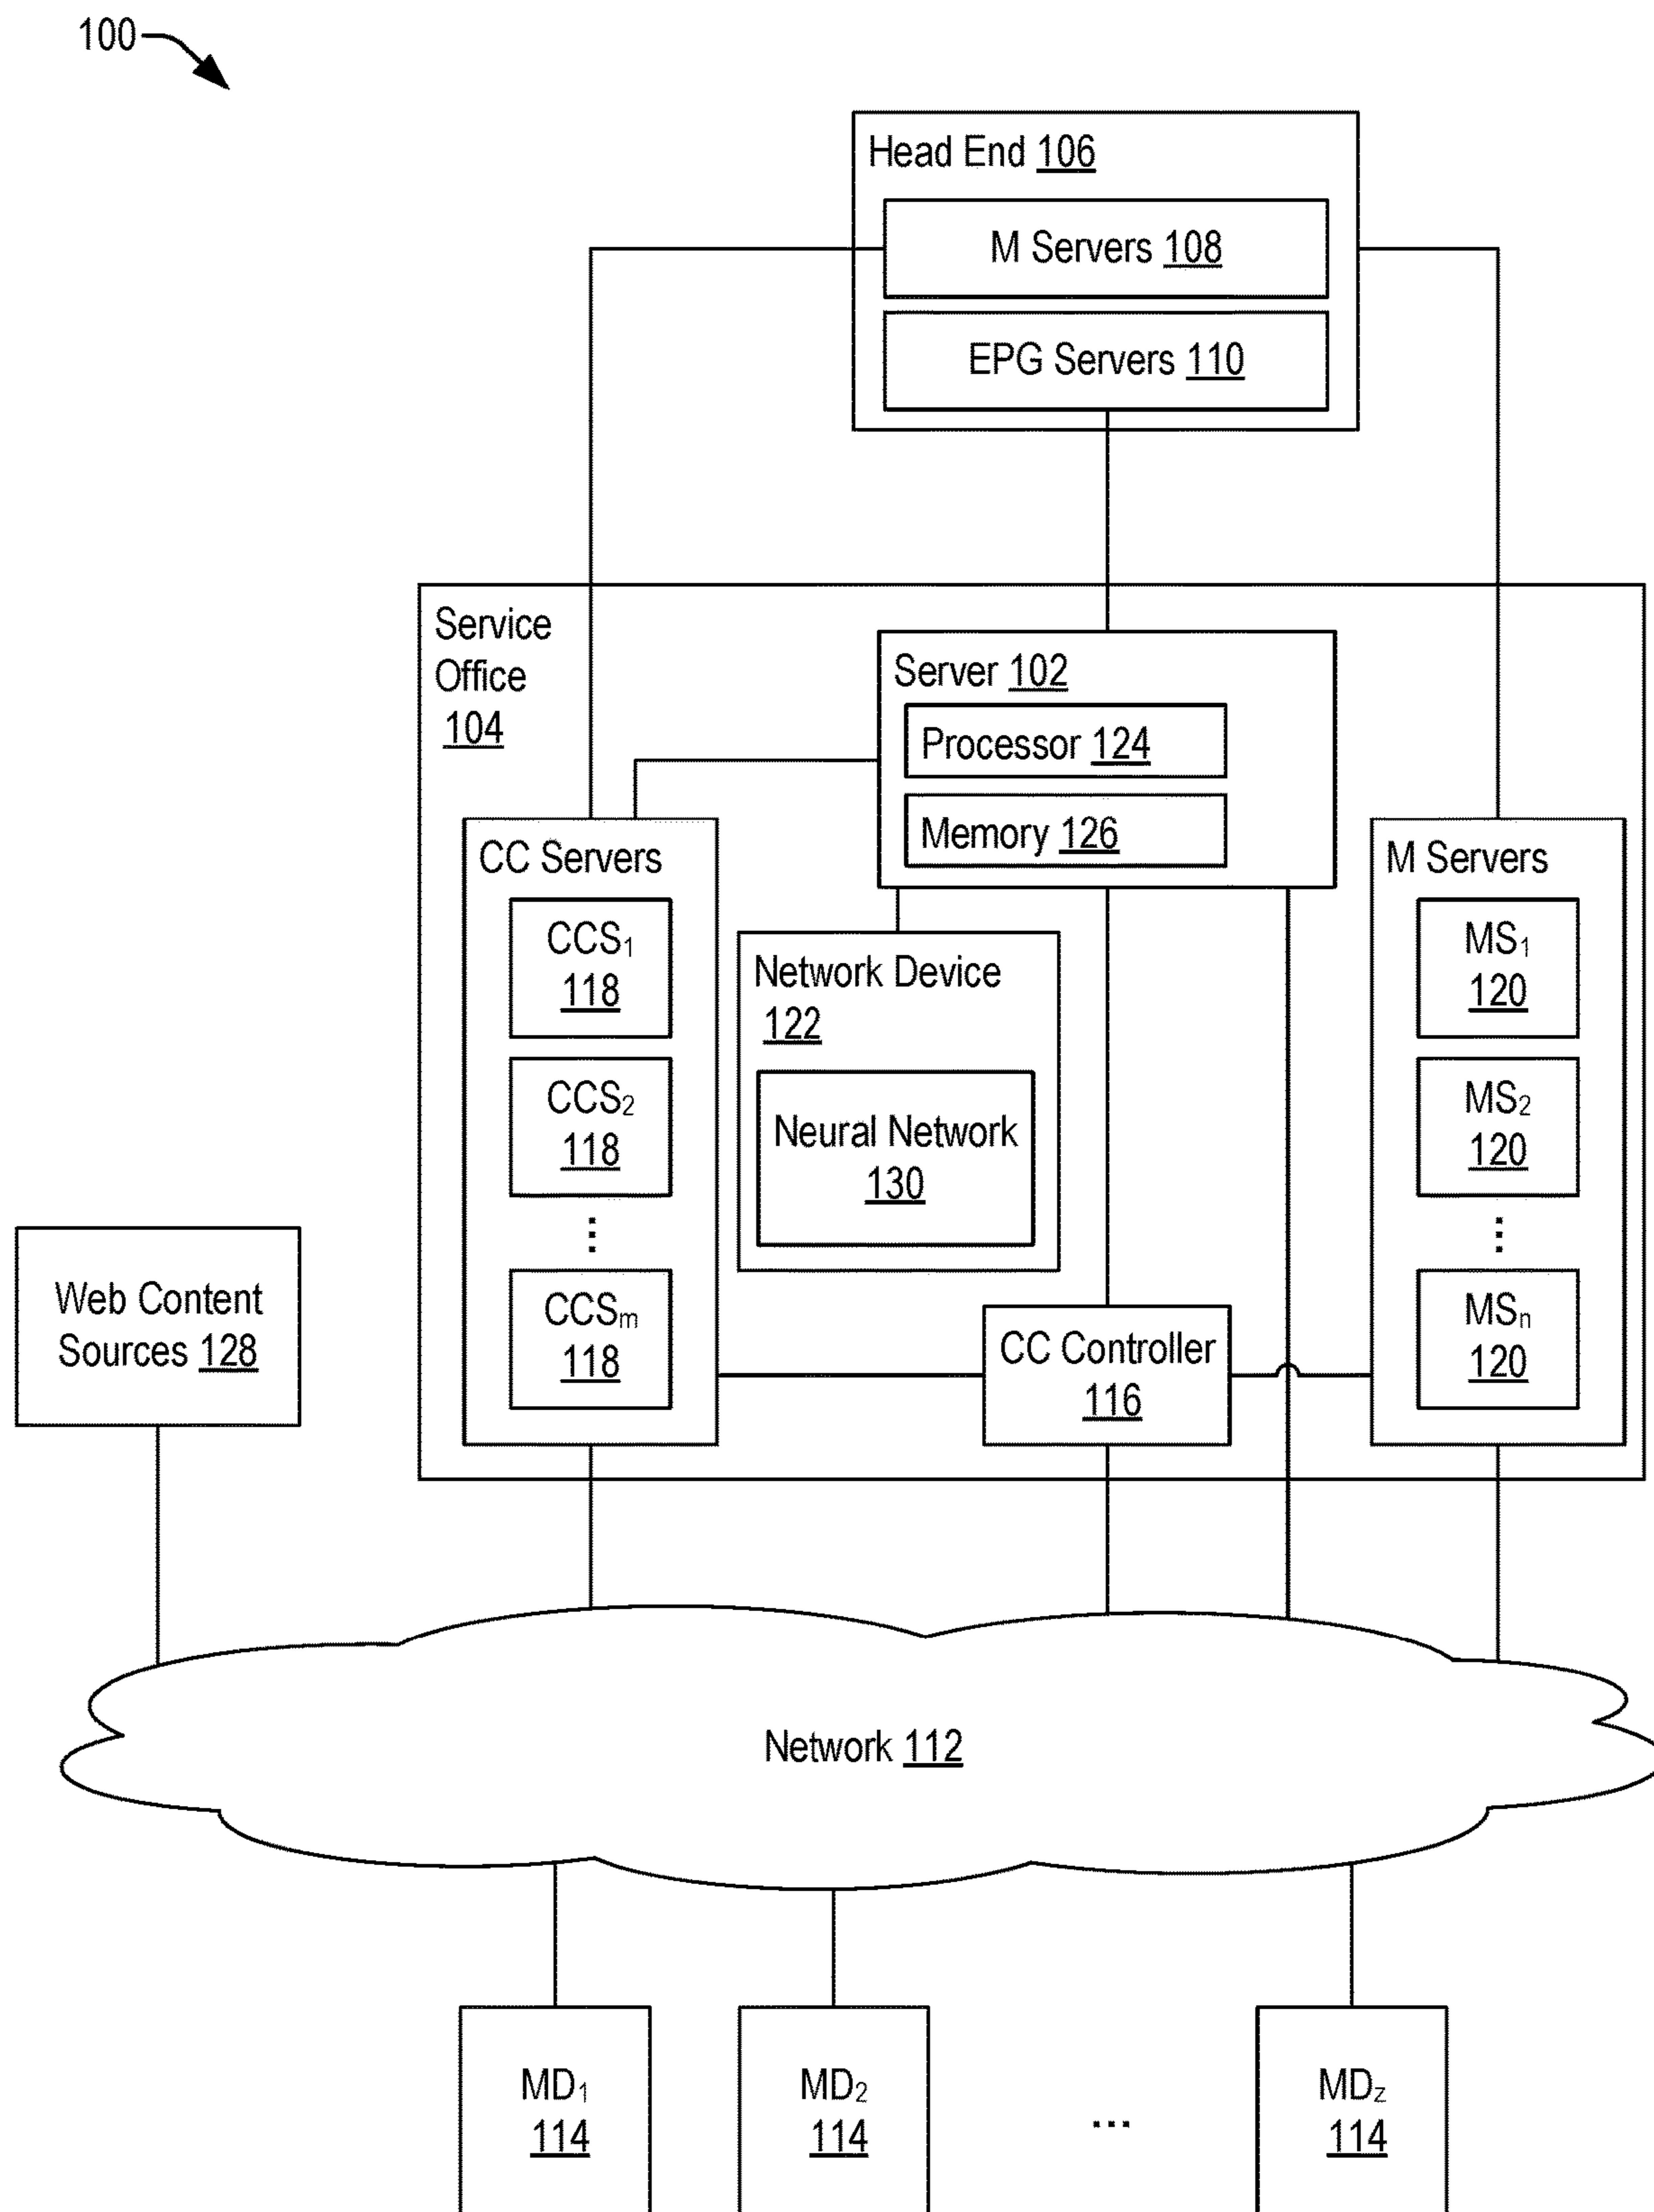 100
Head End 106
M Servers 108
EPG Servers 110
Service
Office
104
Server 102
Processor 124
Memory 126
CC Servers
CCS₁
118
CCS₂
118
⋮
CCSₘ
118
Network Device
122
Neural Network
130
CC Controller
116
M Servers
MS₁
120
MS₂
120
⋮
MSₙ
120
Web Content
Sources 128
Network 112
MD₁
114
MD₂
114
...
MD_z
114